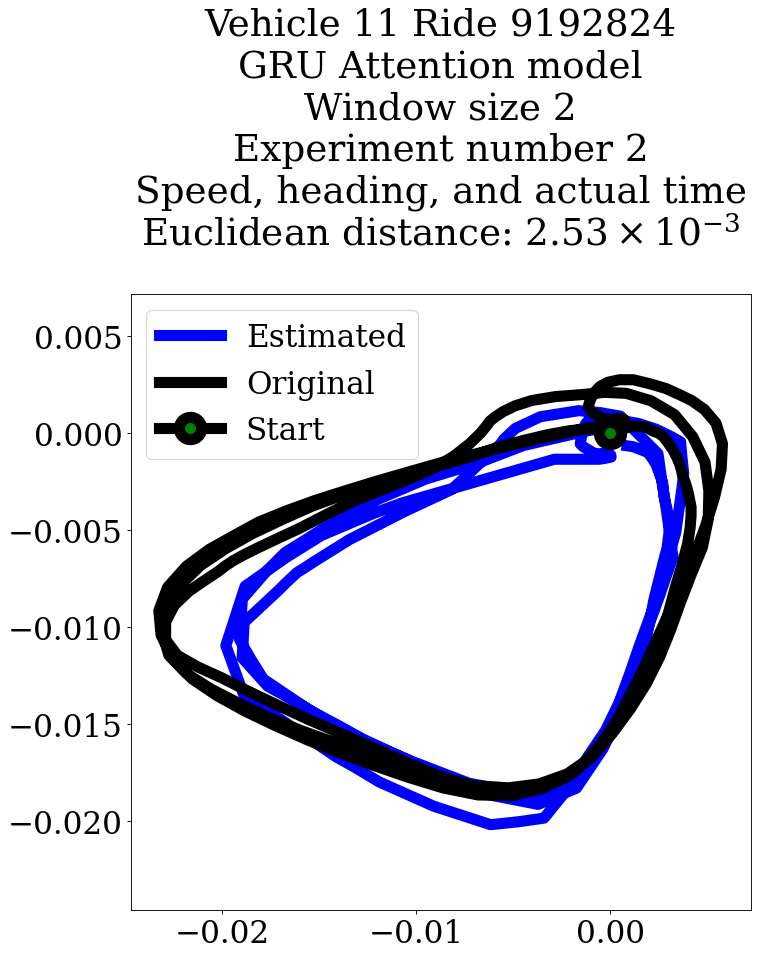 Vehicle 11 Ride 9192824
GRU Attention model
Window size 2
Experiment number 2
Speed, heading, and actual time
Euclidean distance: 2.53 × 10⁻³
Estimated
Original
Start
0.005
0.000
−0.005
−0.010
−0.015
−0.020
−0.02
−0.01
0.00